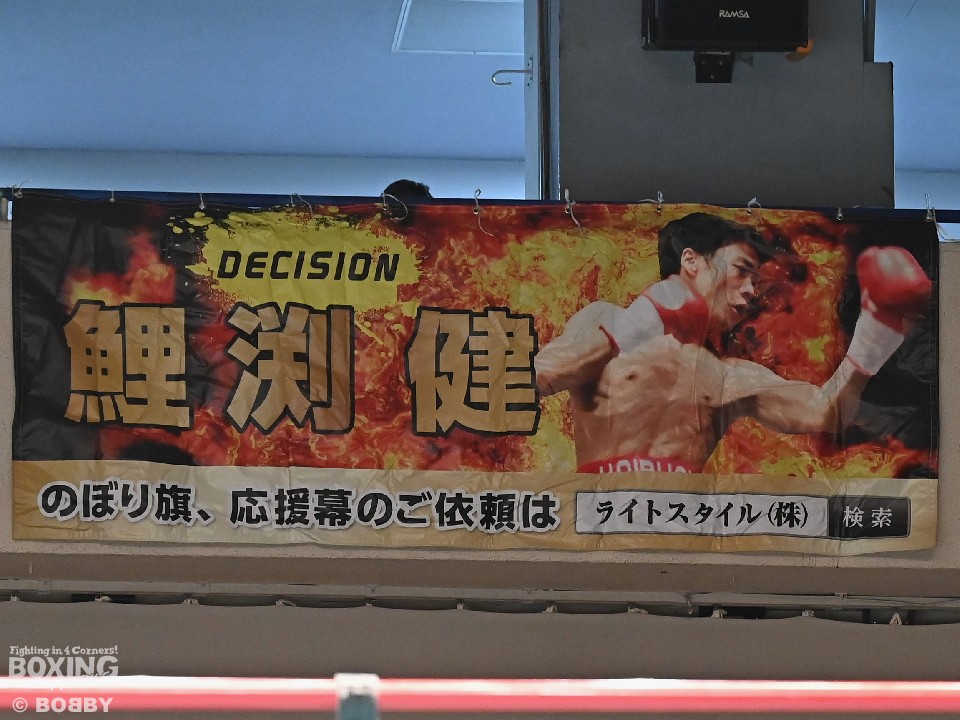 RAMSA
DECISION
鯉渕 健
のぼり旗、応援幕のご依頼は ライトスタイル(株) 検索
Fighting in 4 Corners!
BOXING
© BOBBY